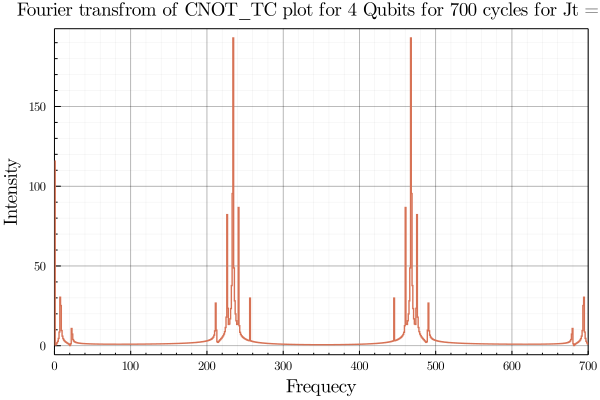 Fourier transfrom of CNOT_TC plot for 4 Qubits for 700 cycles for Jt =
Intensity
150
100
50
0
0 100 200 300 400 500 600 700
Frequecy